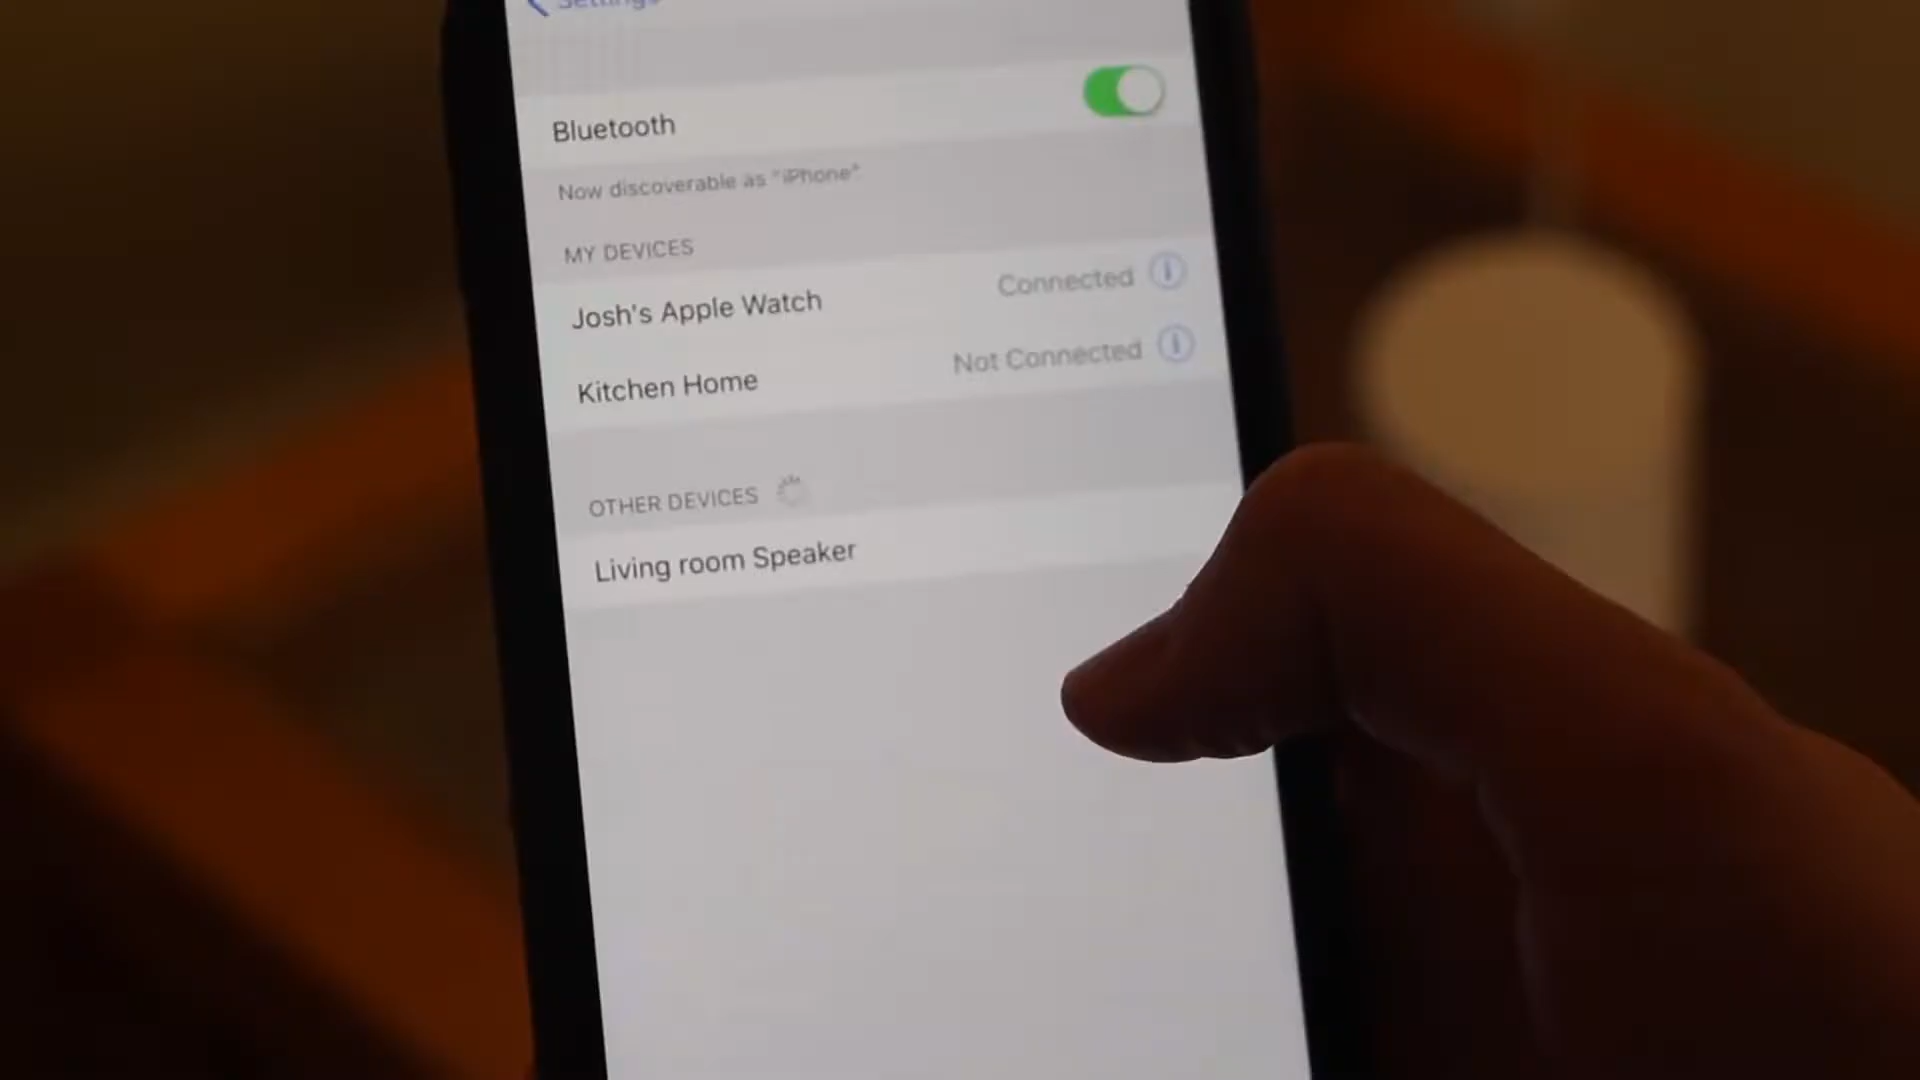 Settings
Bluetooth
Now discoverable as "iPhone"
MY DEVICES
Josh's Apple Watch Connected
Kitchen Home Not Connected
OTHER DEVICES
Living room Speaker